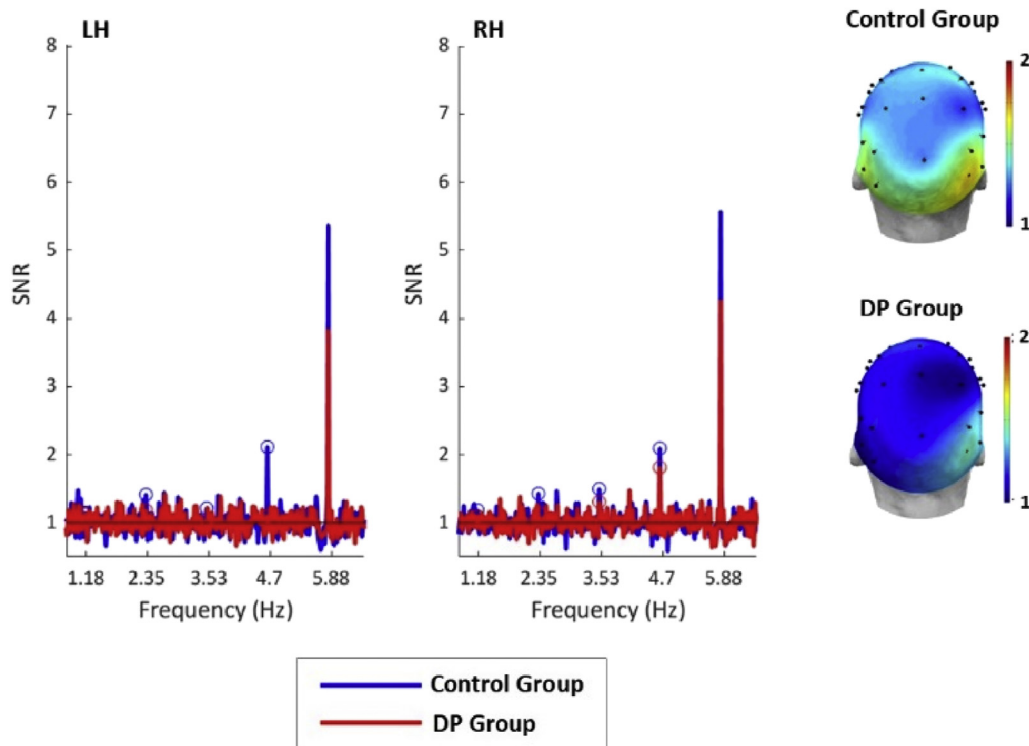 LH
8
7
6
5
4
3
2
1
SNR
1.18 2.35 3.53 4.7 5.88
Frequency (Hz)
RH
8
7
6
5
4
3
2
1
SNR
1.18 2.35 3.53 4.7 5.88
Frequency (Hz)
Control Group
2
1
DP Group
2
1
Control Group
DP Group